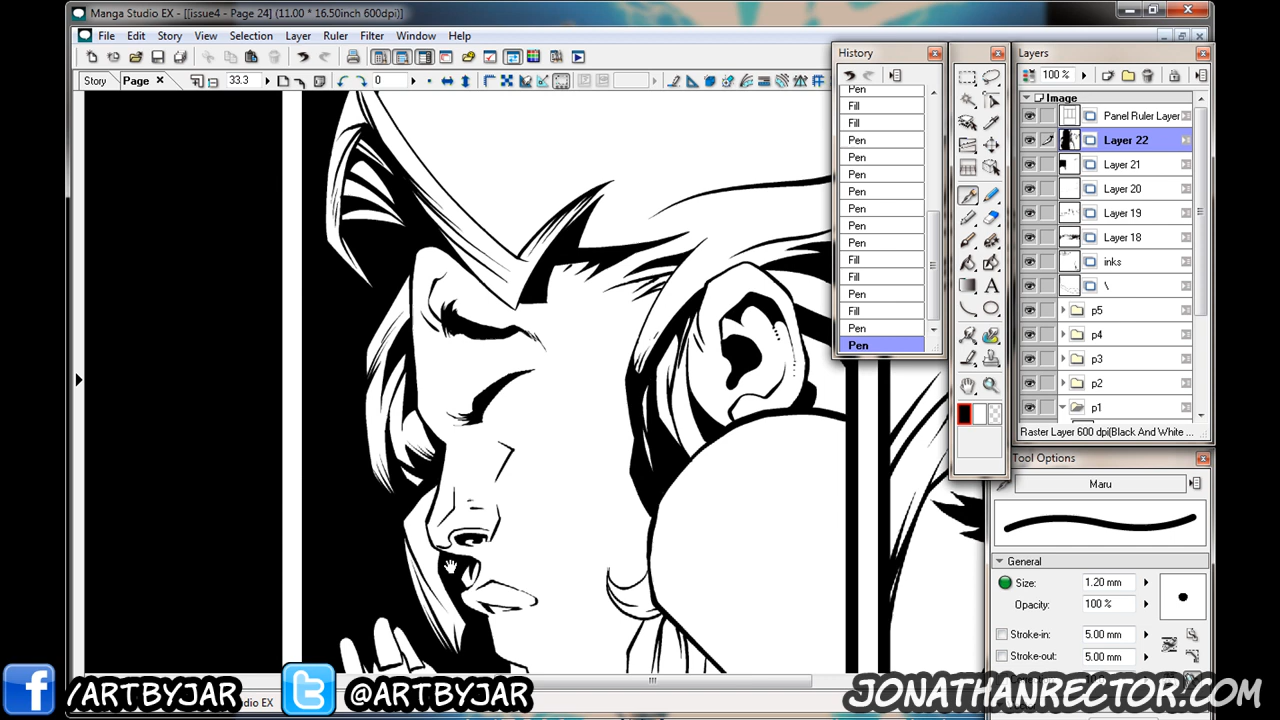 Manga Studio EX - [[issue4 - Page 24] (11.00 * 16.50inch 600dpi)]
File Edit Story View Selection Layer Ruler Filter Window Help
Story Page 33.3 0
History
Pen
Fill
Fill
Pen
Pen
Pen
Pen
Pen
Pen
Pen
Fill
Fill
Pen
Fill
Pen
Pen
Layers
100 %
Image
Panel Ruler Layer
Layer 22
Layer 21
Layer 20
Layer 19
Layer 18
inks
\
p5
p4
p3
p2
p1
Raster Layer 600 dpi(Black And White ...
Tool Options
Maru
General
Size: 1.20 mm
Opacity: 100 %
Stroke-in: 5.00 mm
Stroke-out: 5.00 mm
dio EX
/ARTBYJAR @ARTBYJAR JONATHANRECTOR.COM